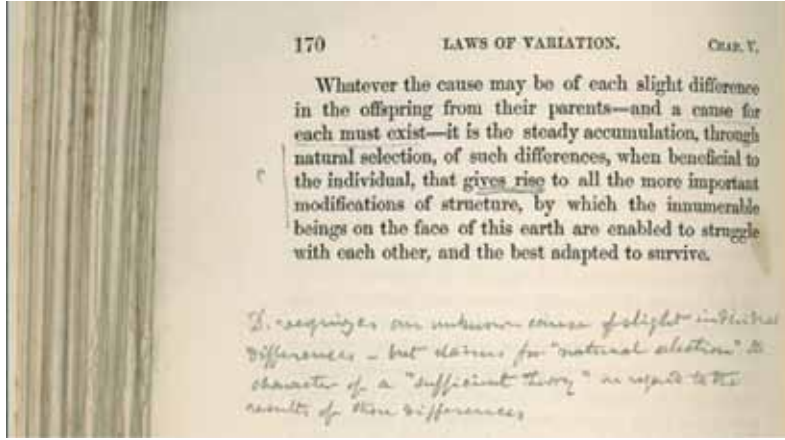 170 LAWS OF VARIATION. CHAP. V.
Whatever the cause may be of each slight difference
in the offspring from their parents—and a cause for
each must exist—it is the steady accumulation, through
natural selection, of such differences, when beneficial to
the individual, that gives rise to all the more important
modifications of structure, by which the innumerable
beings on the face of this earth are enabled to struggle
with each other, and the best adapted to survive.
D. recognizes an unknown cause of slight individual
differences – but claims for "natural selection" the
character of a "sufficient theory" in regard to the
results of those differences